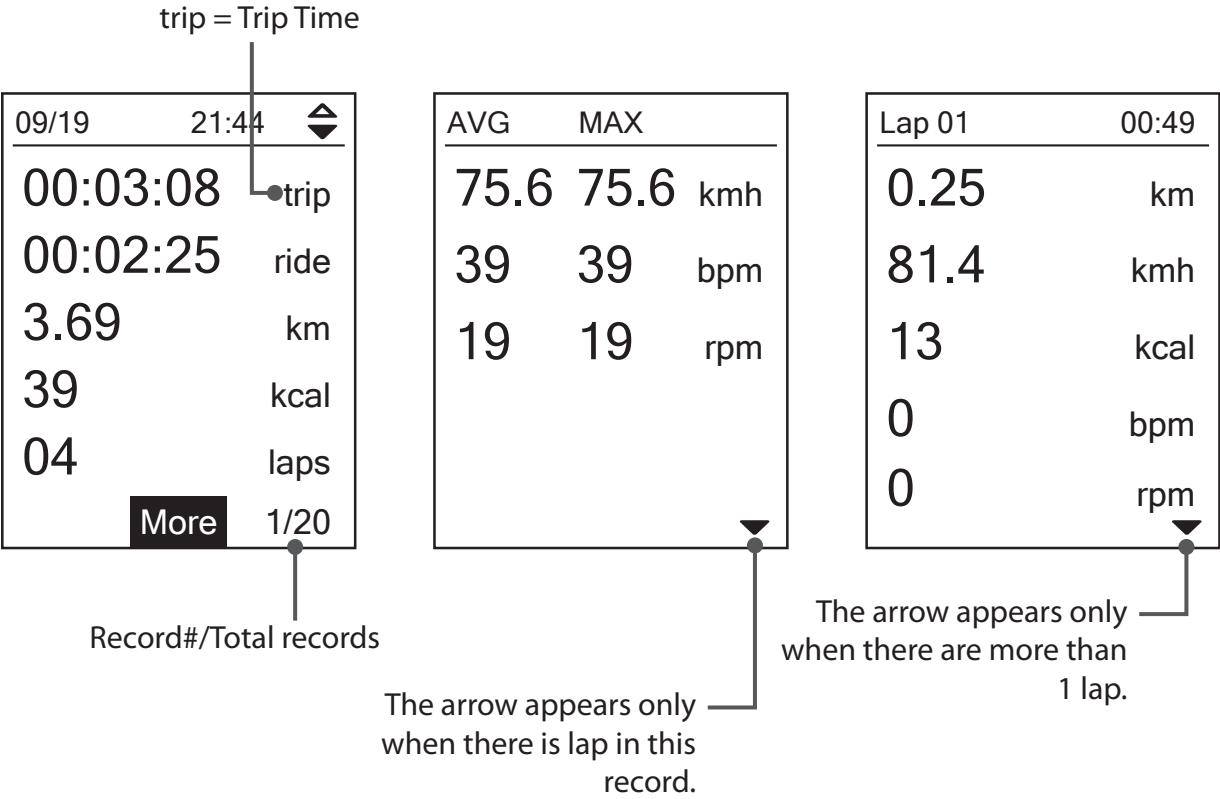 trip = Trip Time
09/19 21:44
00:03:08 trip
00:02:25 ride
3.69 km
39 kcal
04 laps
More 1/20
Record#/Total records
AVG MAX
75.6 75.6 kmh
39 39 bpm
19 19 rpm
The arrow appears only
when there is lap in this
record.
Lap 01 00:49
0.25 km
81.4 kmh
13 kcal
0 bpm
0 rpm
The arrow appears only
when there are more than
1 lap.